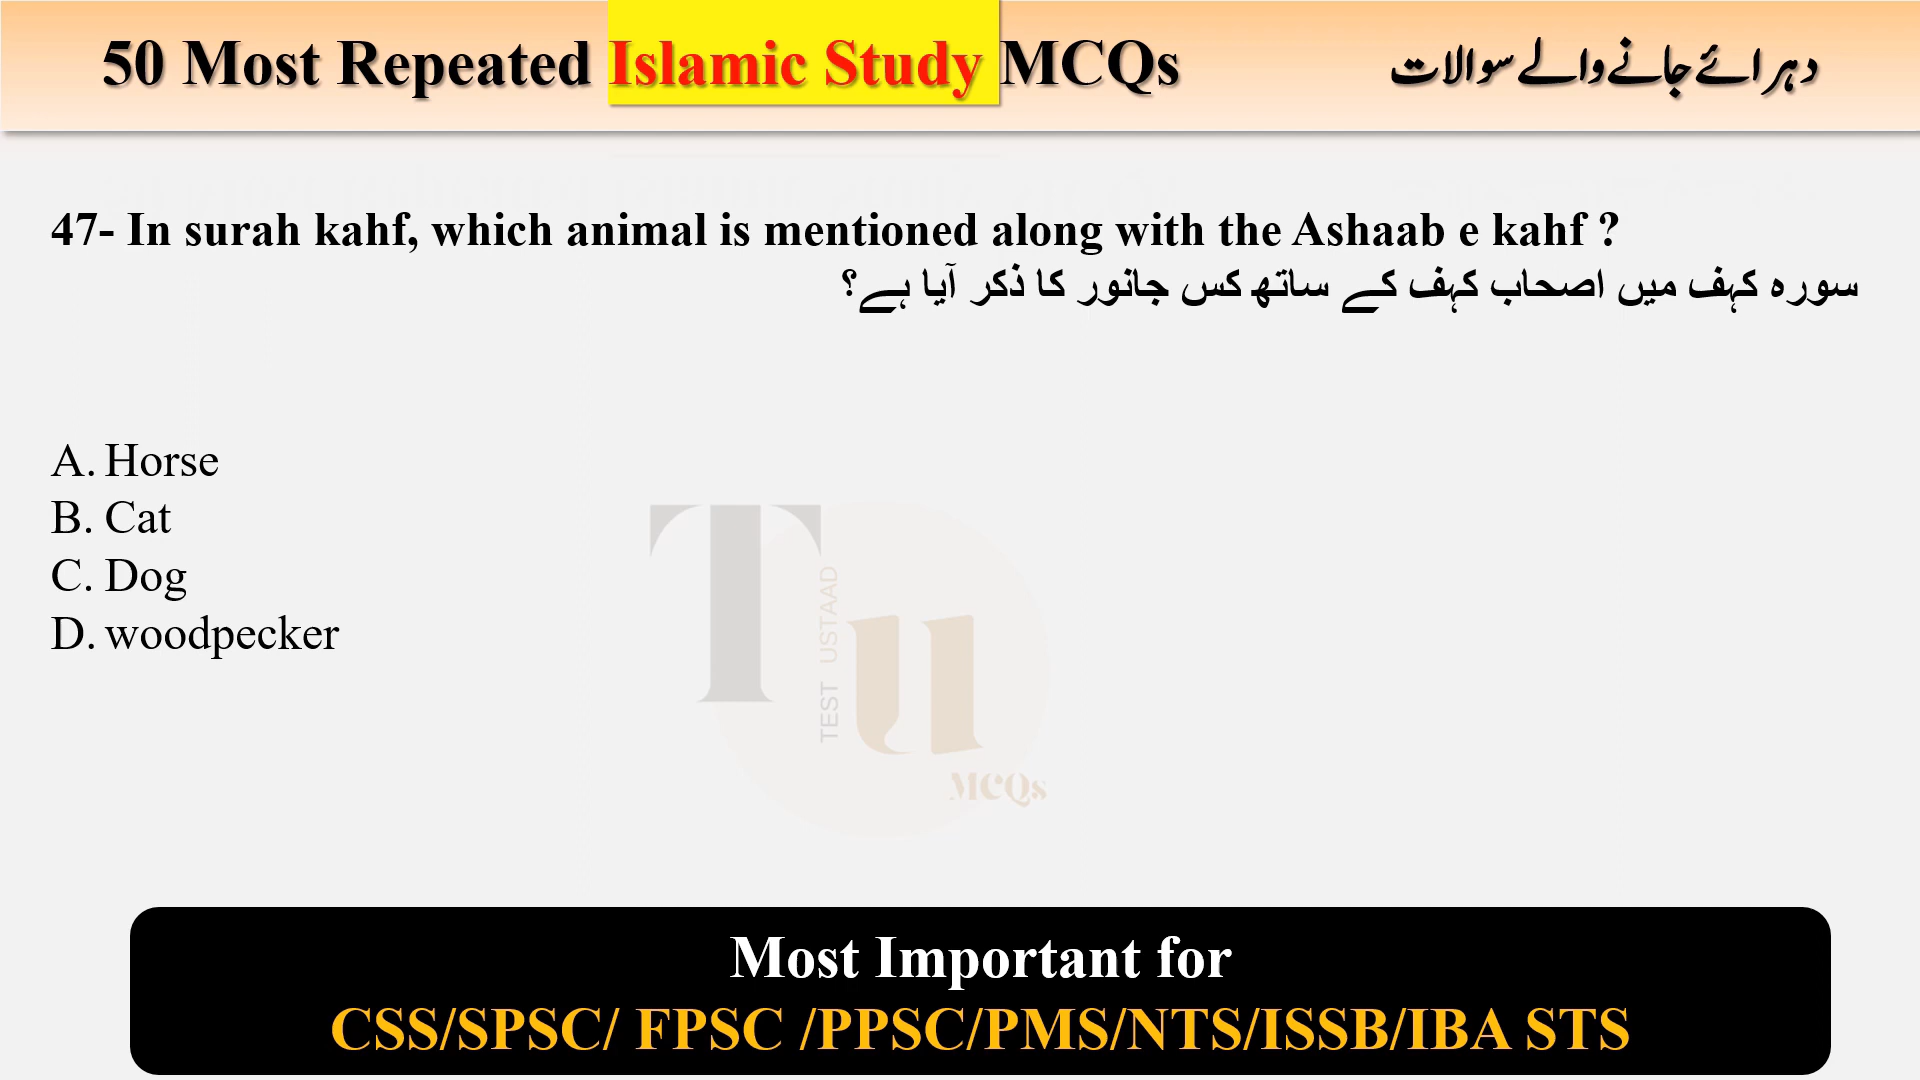 50 Most Repeated Islamic Study MCQs دہرائے جانے والے سوالات
47- In surah kahf, which animal is mentioned along with the Ashaab e kahf ?
سورہ کہف میں اصحاب کہف کے ساتھ کس جانور کا ذکر آیا ہے؟
A. Horse
B. Cat
C. Dog
D. woodpecker
TU
TEST USTAAD
MCQs
Most Important for
CSS/SPSC/ FPSC /PPSC/PMS/NTS/ISSB/IBA STS